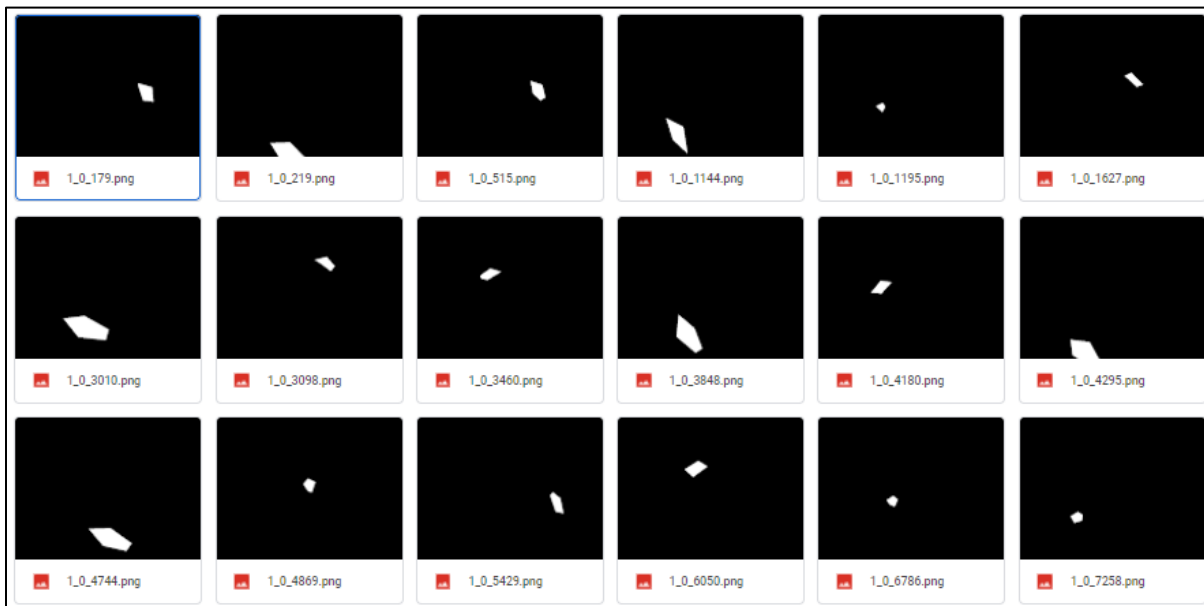 1_0_179.png
1_0_219.png
1_0_515.png
1_0_1144.png
1_0_1195.png
1_0_1627.png
1_0_3010.png
1_0_3098.png
1_0_3460.png
1_0_3848.png
1_0_4180.png
1_0_4295.png
1_0_4744.png
1_0_4869.png
1_0_5429.png
1_0_6050.png
1_0_6786.png
1_0_7258.png